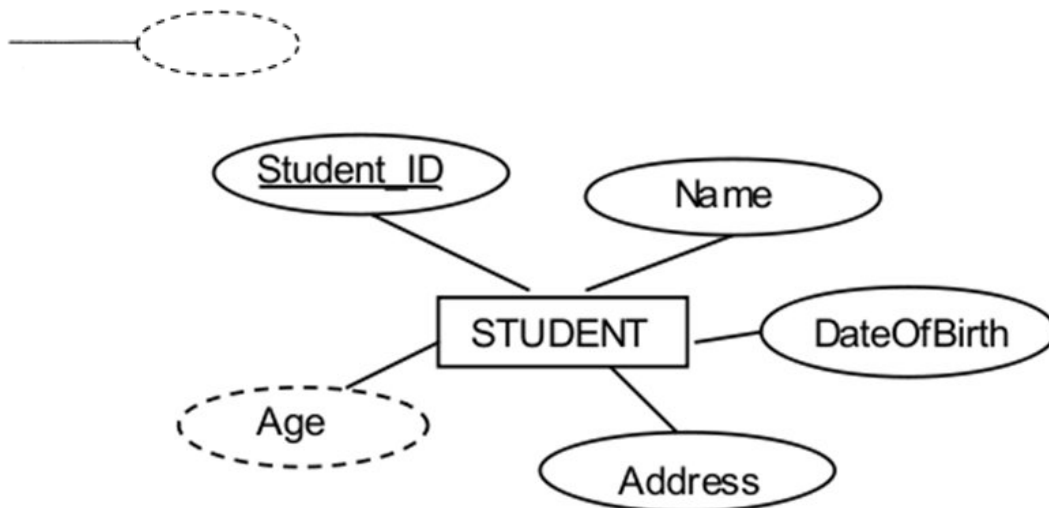 Student_ID
Name
STUDENT
DateOfBirth
Age
Address